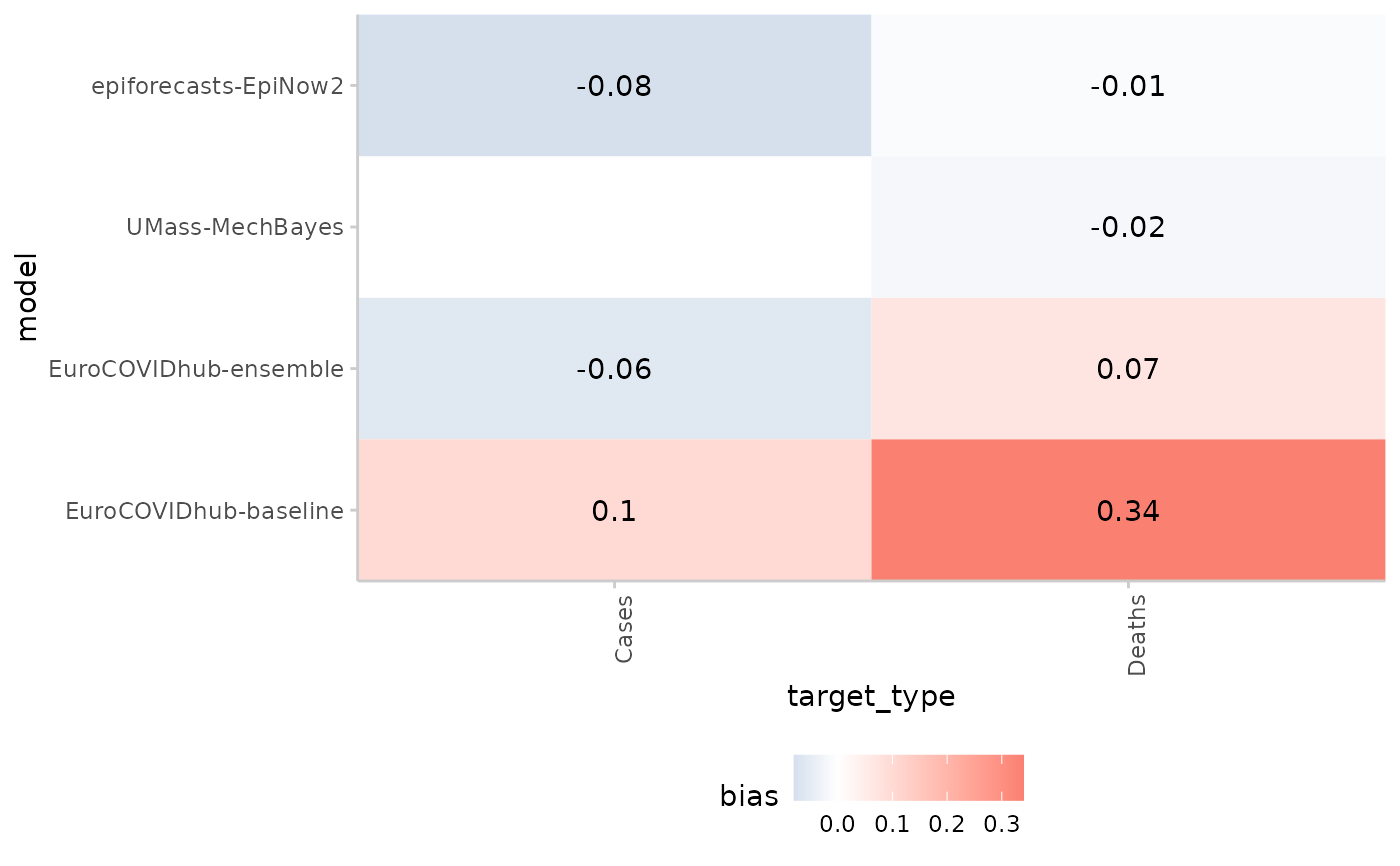 epiforecasts-EpiNow2
-0.08
-0.01
UMass-MechBayes
-0.02
model
EuroCOVIDhub-ensemble
-0.06
0.07
EuroCOVIDhub-baseline
0.1
0.34
Cases
Deaths
target_type
bias
0.0 0.1 0.2 0.3